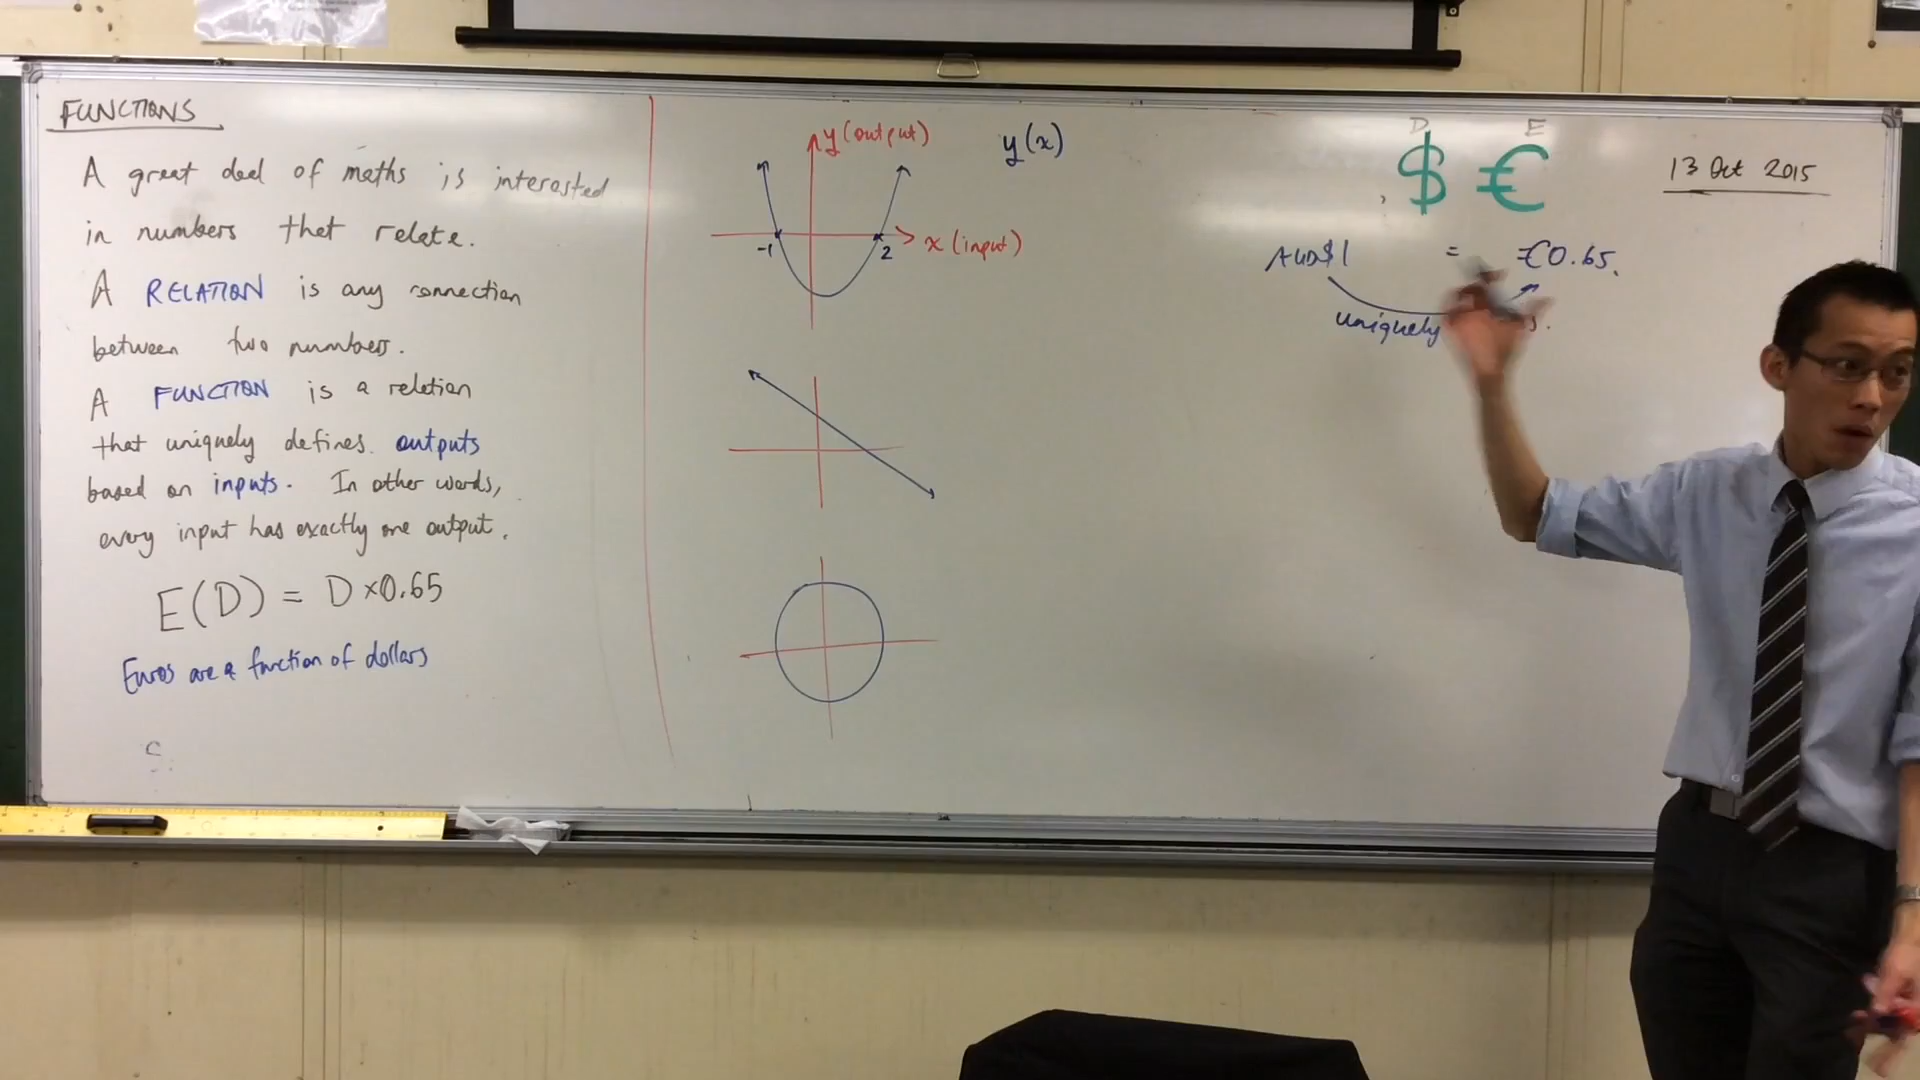 FUNCTIONS
A great deal of maths is interested
in numbers that relate.
A RELATION is any connection
between two numbers.
A FUNCTION is a relation
that uniquely defines outputs
based on inputs. In other words,
every input has exactly one output.
E(D) = D×0.65
Euros are a function of dollars
y (output)
y(x)
x (input)
-1
2
D E
$ €
13 Oct 2015
AUD$1 = €0.65.
uniquely